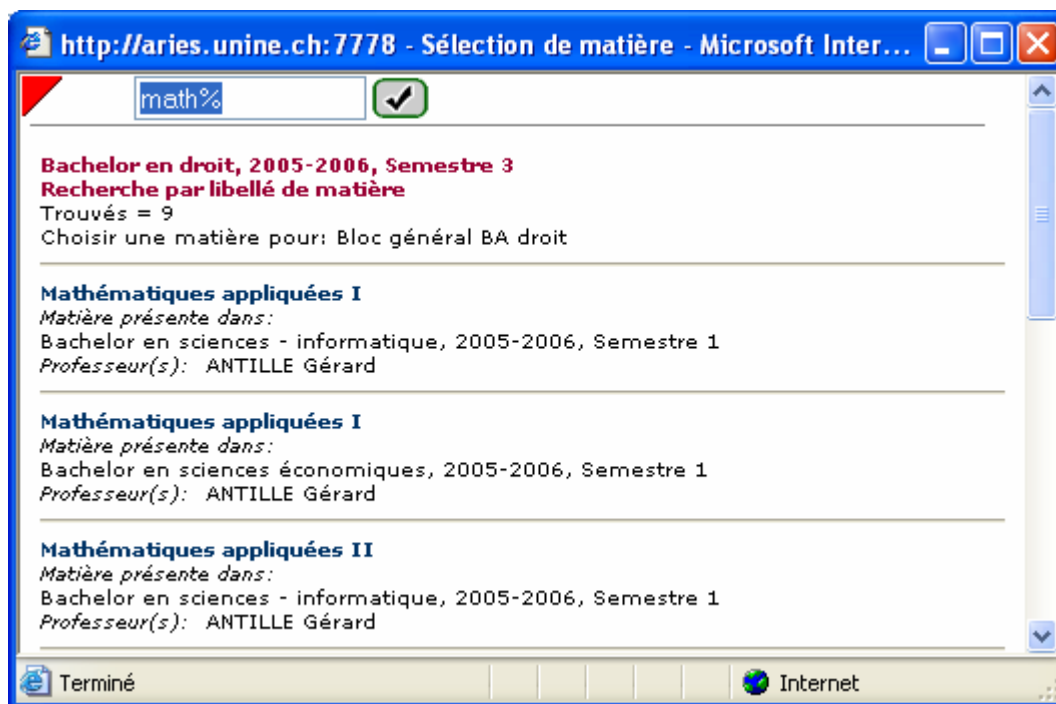 http://aries.unine.ch:7778 - Sélection de matière - Microsoft Inter...
math%
Bachelor en droit, 2005-2006, Semestre 3
Recherche par libellé de matière
Trouvés = 9
Choisir une matière pour: Bloc général BA droit
Mathématiques appliquées I
Matière présente dans:
Bachelor en sciences - informatique, 2005-2006, Semestre 1
Professeur(s): ANTILLE Gérard
Mathématiques appliquées I
Matière présente dans:
Bachelor en sciences économiques, 2005-2006, Semestre 1
Professeur(s): ANTILLE Gérard
Mathématiques appliquées II
Matière présente dans:
Bachelor en sciences - informatique, 2005-2006, Semestre 1
Professeur(s): ANTILLE Gérard
Terminé Internet